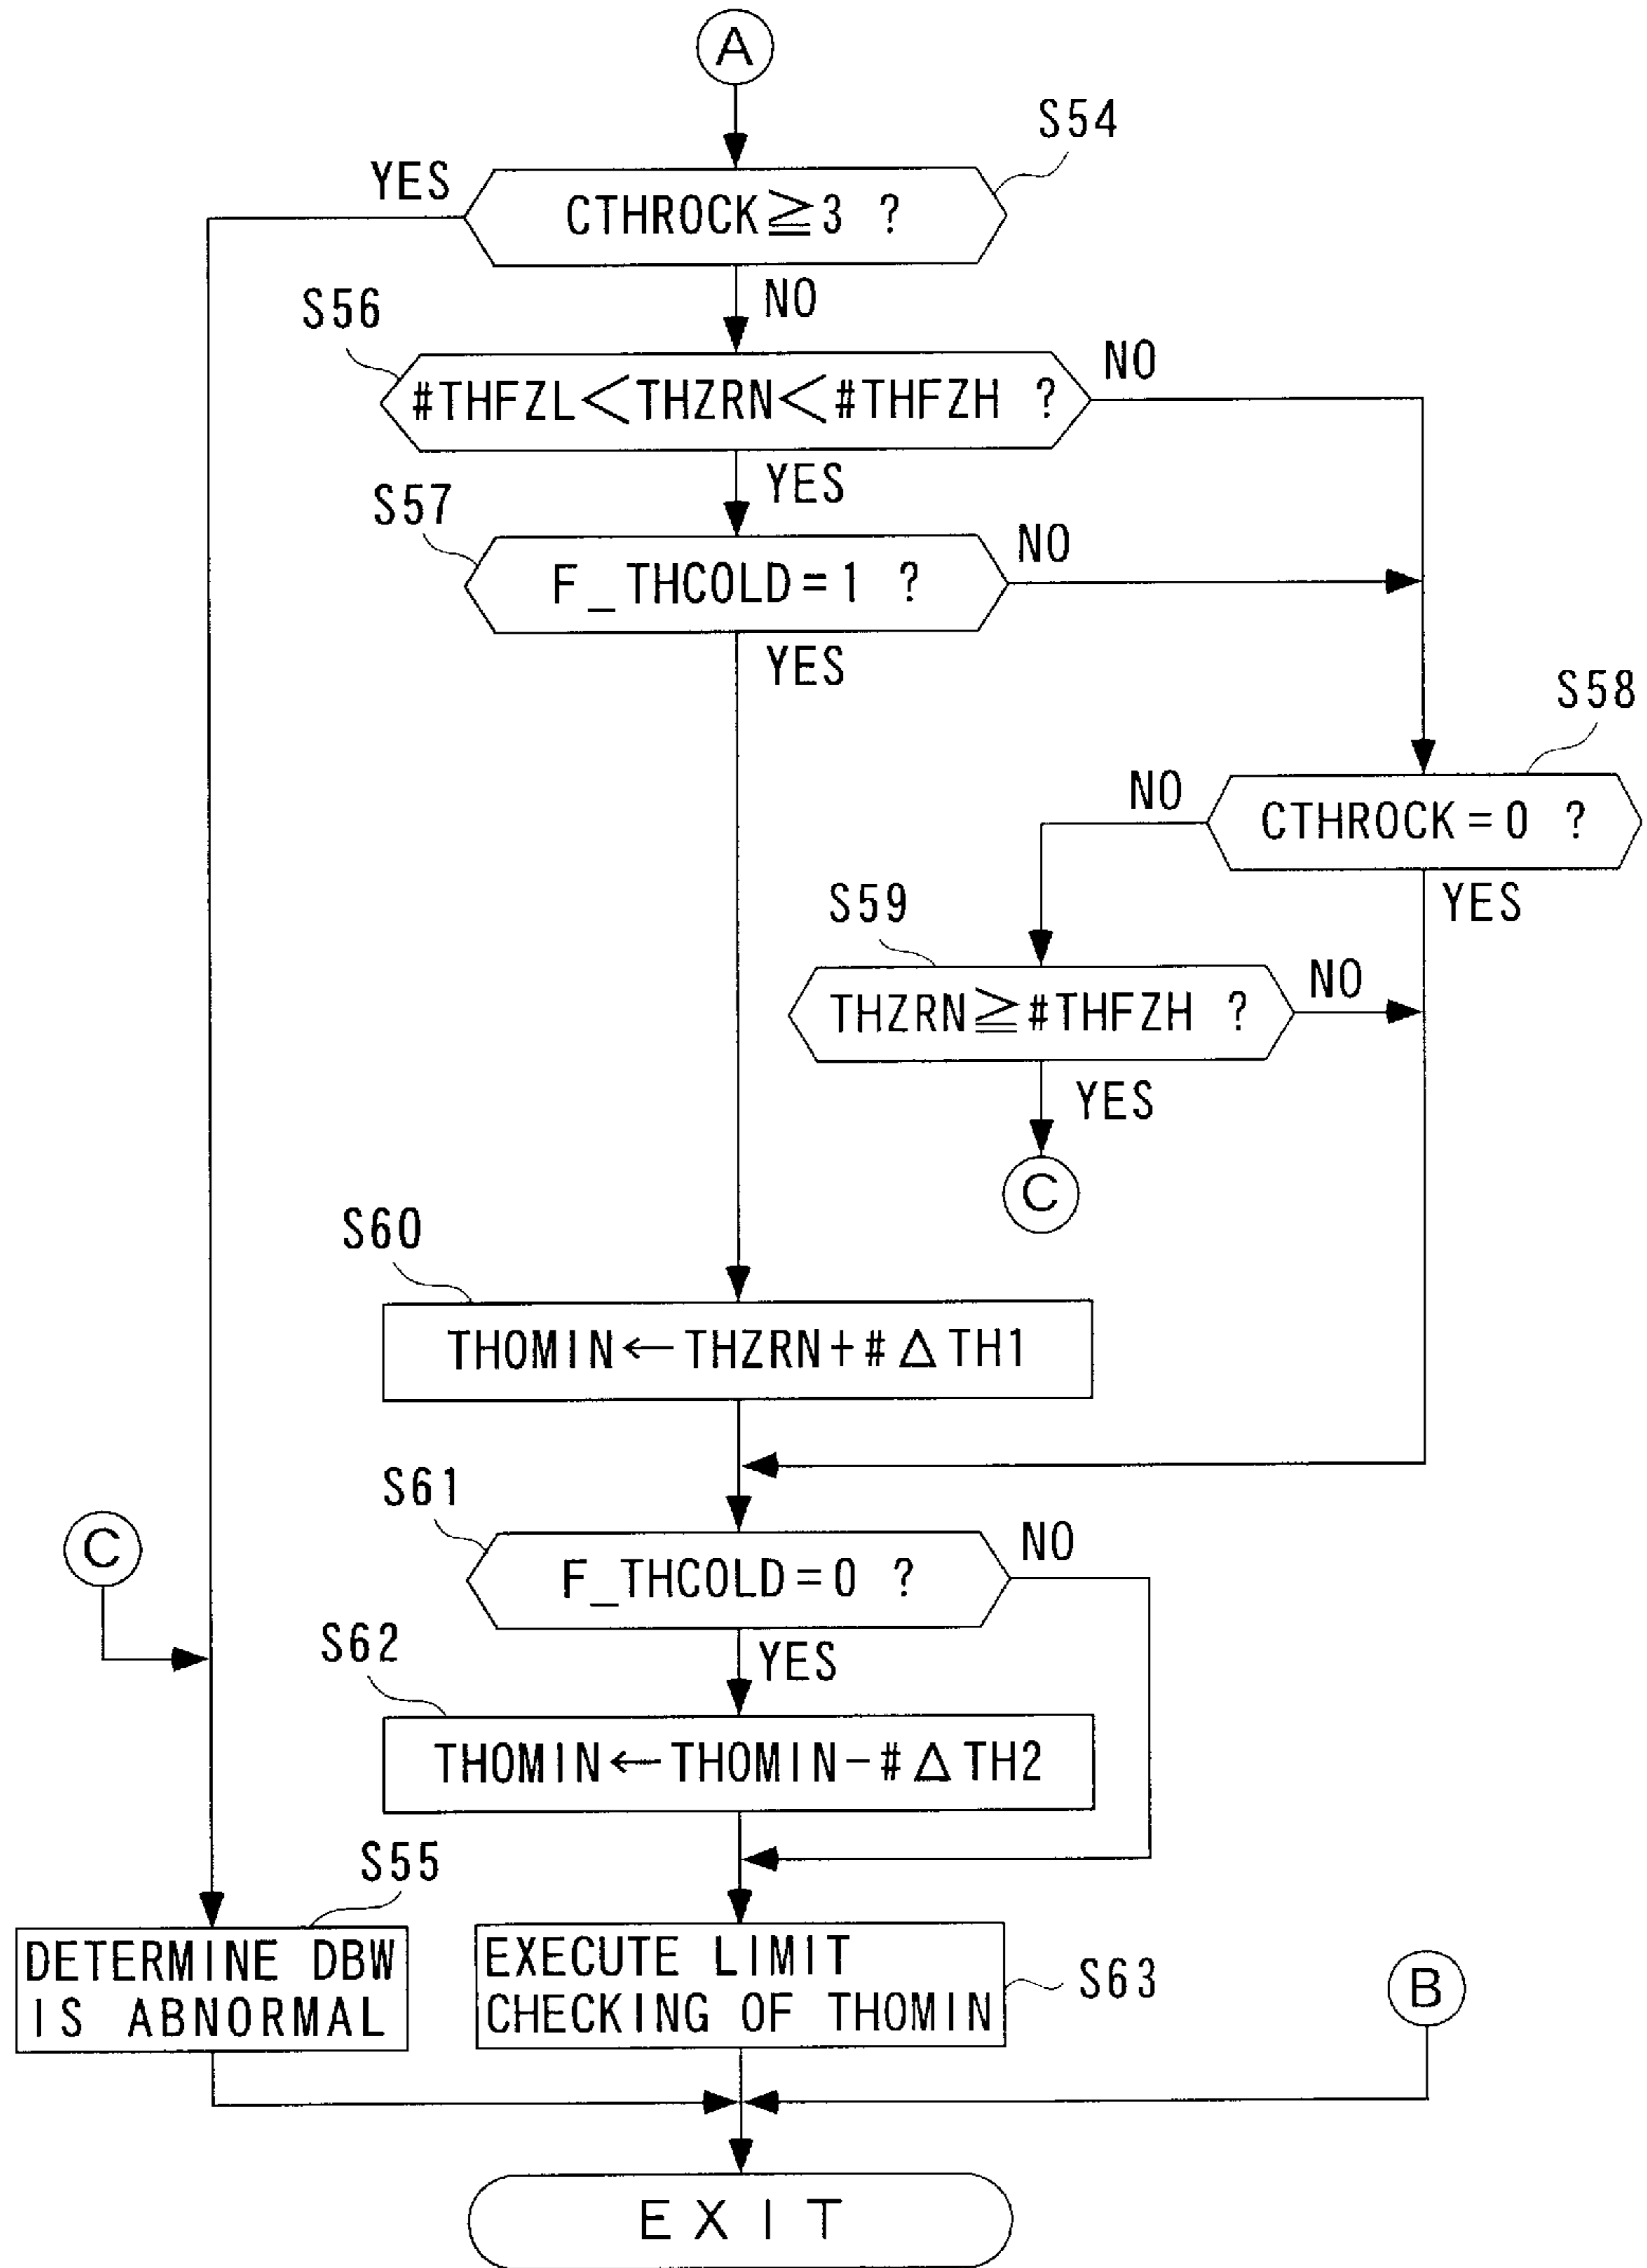 A
S54
YES
CTHROCK≧3 ?
NO
S56
#THFZL<THZRN<#THFZH ?
NO
YES
S57
F_THCOLD=1 ?
NO
YES
S58
NO
CTHROCK=0 ?
YES
S59
THZRN≧#THFZH ?
NO
YES
C
S60
THOMIN←THZRN+#△TH1
S61
C
F_THCOLD=0 ?
NO
YES
S62
THOMIN←THOMIN-#△TH2
S55
DETERMINE DBW
IS ABNORMAL
EXECUTE LIMIT
CHECKING OF THOMIN
S63
B
EXIT